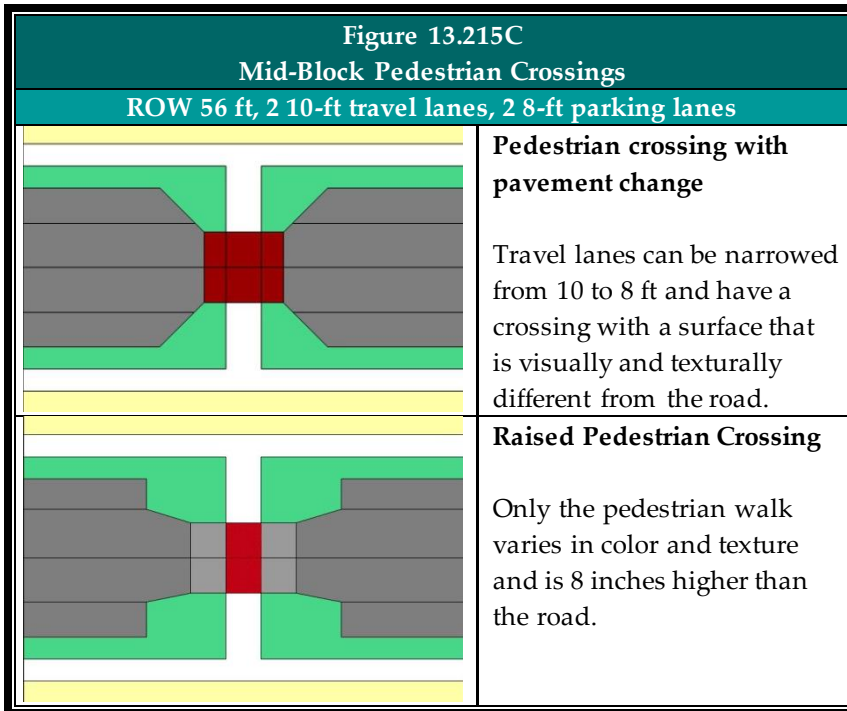 Figure 13.215C
Mid-Block Pedestrian Crossings
ROW 56 ft, 2 10-ft travel lanes, 2 8-ft parking lanes
Pedestrian crossing with
pavement change
Travel lanes can be narrowed
from 10 to 8 ft and have a
crossing with a surface that
is visually and texturally
different from the road.
Raised Pedestrian Crossing
Only the pedestrian walk
varies in color and texture
and is 8 inches higher than
the road.